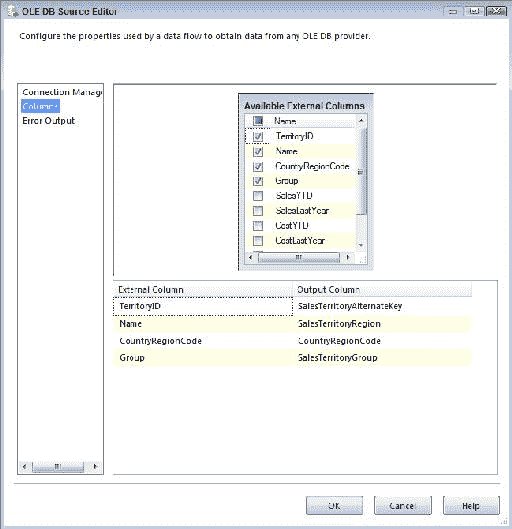 OLE DB Source Editor
Configure the properties used by a data flow to obtain data from any OLE DB provider.
Connection Manag
Columns
Error Output
Available External Columns
Name
TerritoryID
Name
CountryRegionCode
Group
SalesYTD
SalesLastYear
CostYTD
CostLastYear
External Column Output Column
TerritoryID SalesTerritoryAlternateKey
Name SalesTerritoryRegion
CountryRegionCode CountryRegionCode
Group SalesTerritoryGroup
OK Cancel Help